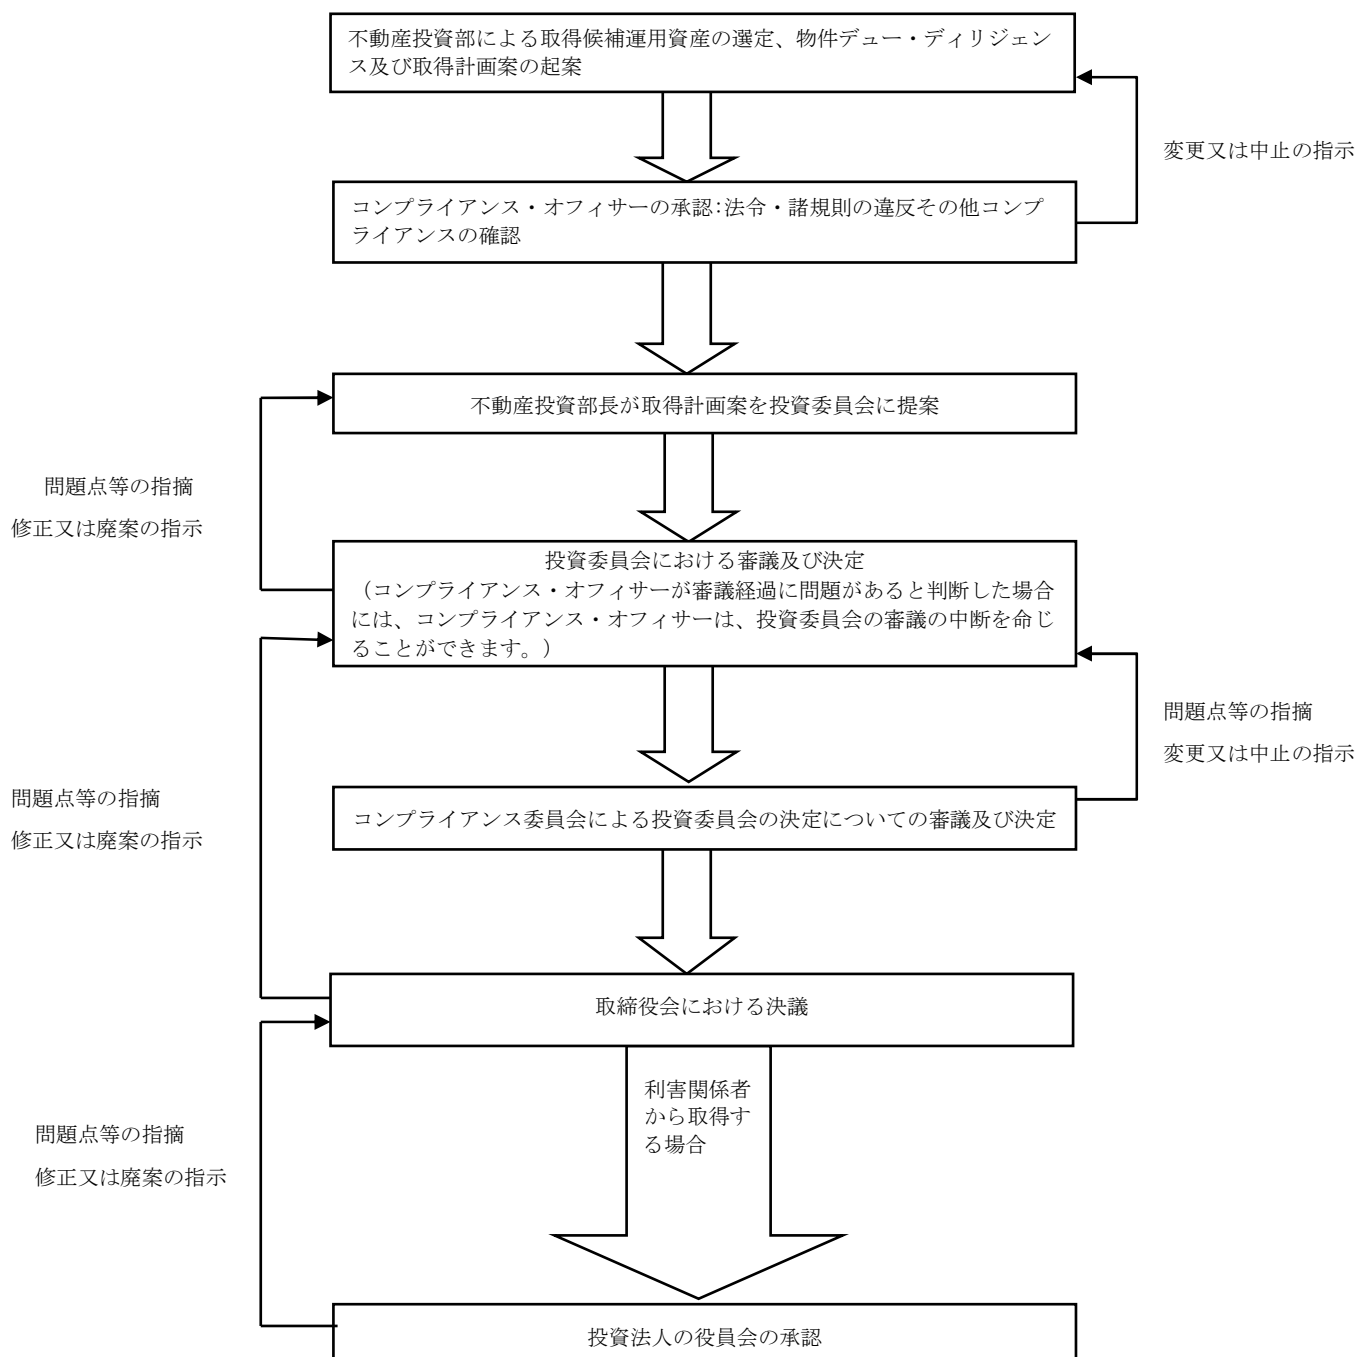 不動産投資部による取得候補運用資産の選定、物件デュー・ディリジェン
ス及び取得計画案の起案
変更又は中止の指示
コンプライアンス・オフィサーの承認:法令・諸規則の違反その他コンプ
ライアンスの確認
不動産投資部長が取得計画案を投資委員会に提案
問題点等の指摘
修正又は廃案の指示
投資委員会における審議及び決定
（コンプライアンス・オフィサーが審議経過に問題があると判断した場合
には、コンプライアンス・オフィサーは、投資委員会の審議の中断を命じ
ることができます。）
問題点等の指摘
変更又は中止の指示
問題点等の指摘
修正又は廃案の指示
コンプライアンス委員会による投資委員会の決定についての審議及び決定
取締役会における決議
利害関係者
から取得す
る場合
問題点等の指摘
修正又は廃案の指示
投資法人の役員会の承認